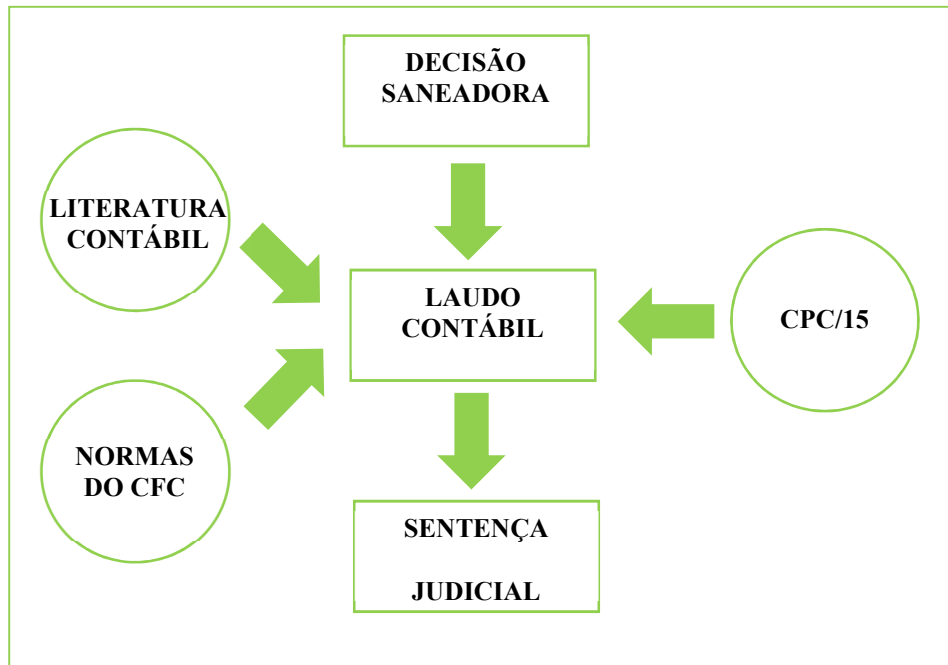 DECISÃO
SANEADORA
LITERATURA
CONTÁBIL
LAUDO
CONTÁBIL
CPC/15
NORMAS
DO CFC
SENTENÇA
JUDICIAL